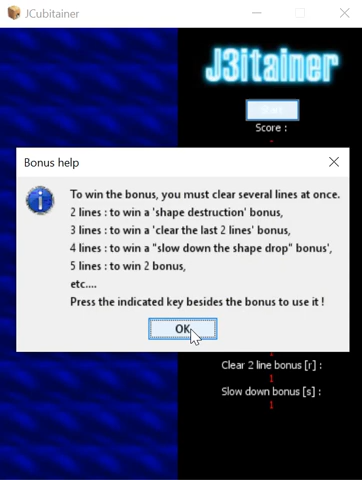 JCubitainer
J3itainer
Score :
Bonus help
To win the bonus, you must clear several lines at once.
2 lines : to win a 'shape destruction' bonus,
3 lines : to win a 'clear the last 2 lines' bonus,
4 lines : to win a "slow down the shape drop" bonus',
5 lines : to win 2 bonus,
etc....
Press the indicated key besides the bonus to use it !
OK
1
Clear 2 line bonus [r] :
1
Slow down bonus [s] :
1